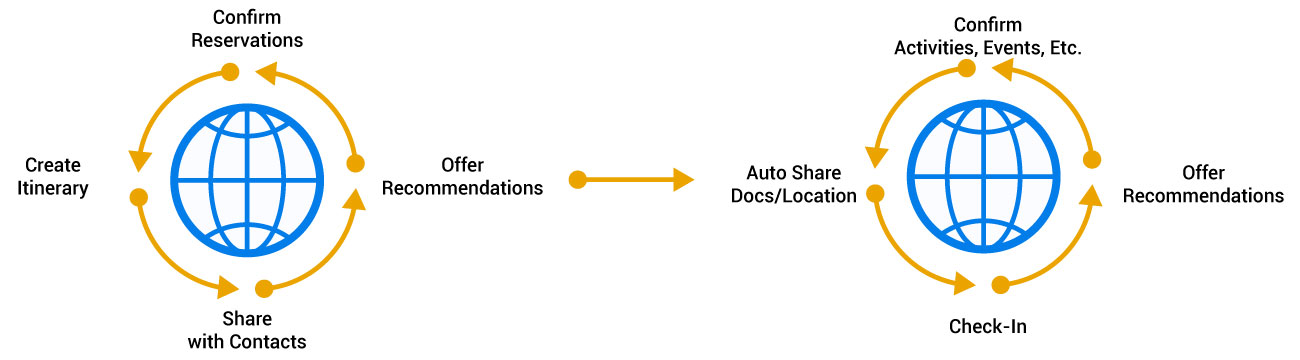 Confirm
Reservations
Create
Itinerary
Offer
Recommendations
Share
with Contacts
Confirm
Activities, Events, Etc.
Auto Share
Docs/Location
Offer
Recommendations
Check-In